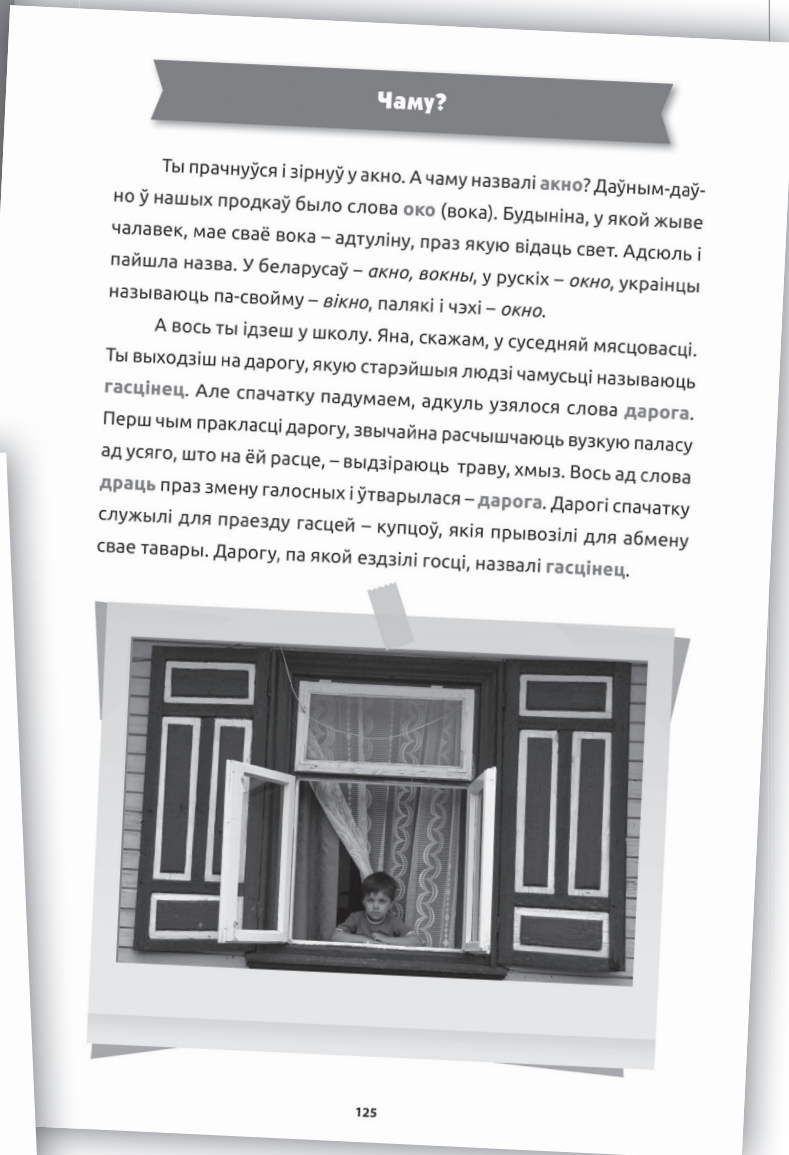 Чаму?
Ты прачнуўся і зірнуў у акно. А чаму назвалі акно? Даўным-даў-
но ў нашых продкаў было слова око (вока). Будыніна, у якой жыве
чалавек, мае сваё вока – адтуліну, праз якую відаць свет. Адсюль і
пайшла назва. У беларусаў – акно, вокны, у рускіх – окно, украінцы
называюць па-свойму – вікно, палякі і чэхі – окно.
А вось ты ідзеш у школу. Яна, скажам, у суседняй мясцовасці.
Ты выходзіш на дарогу, якую старэйшыя людзі чамусьці называюць
гасцінец. Але спачатку падумаем, адкуль узялося слова дарога.
Перш чым пракласці дарогу, звычайна расчышчаюць вузкую паласу
ад усяго, што на ёй расце, – выдзіраюць траву, хмыз. Вось ад слова
драць праз змену галосных і ўтварылася – дарога. Дарогі спачатку
служылі для праезду гасцей – купцоў, якія прывозілі для абмену
свае тавары. Дарогу, па якой ездзілі госці, назвалі гасцінец.
125